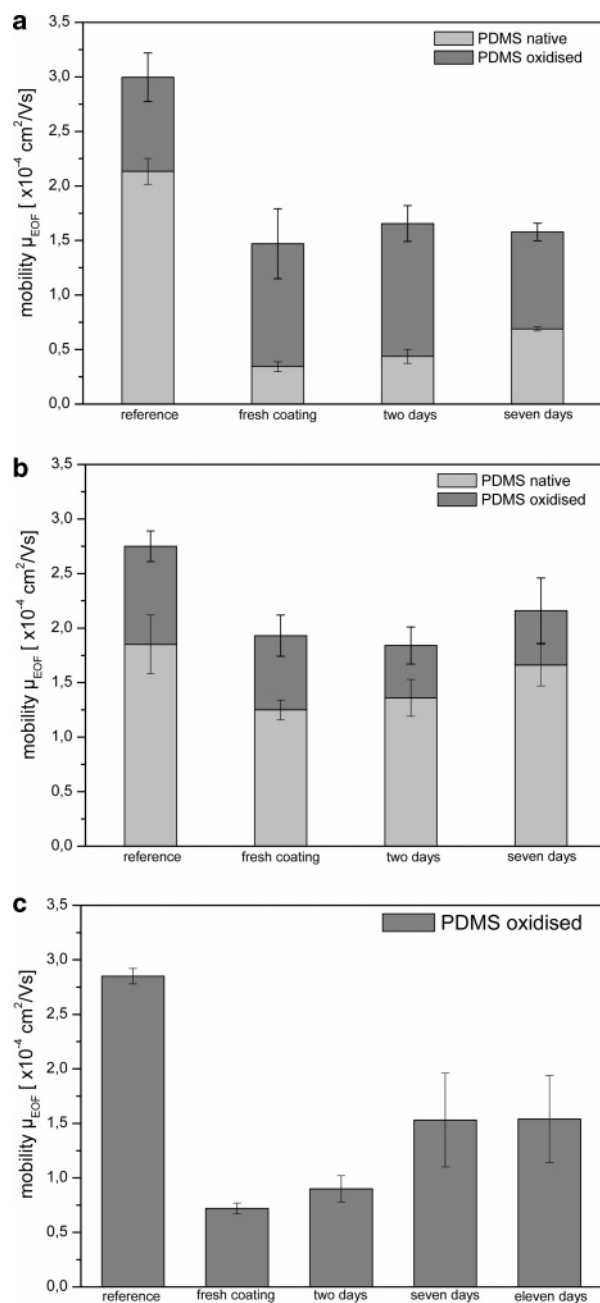 a
PDMS native
PDMS oxidised
mobility μEOF [ x10⁻⁴ cm²/Vs]
3,5
3,0
2,5
2,0
1,5
1,0
0,5
0,0
reference fresh coating two days seven days
b
PDMS native
PDMS oxidised
mobility μEOF [ x10⁻⁴ cm²/Vs]
3,5
3,0
2,5
2,0
1,5
1,0
0,5
0,0
reference fresh coating two days seven days
c
PDMS oxidised
mobility μEOF [ x10⁻⁴ cm²/Vs]
3,5
3,0
2,5
2,0
1,5
1,0
0,5
0,0
reference fresh coating two days seven days eleven days